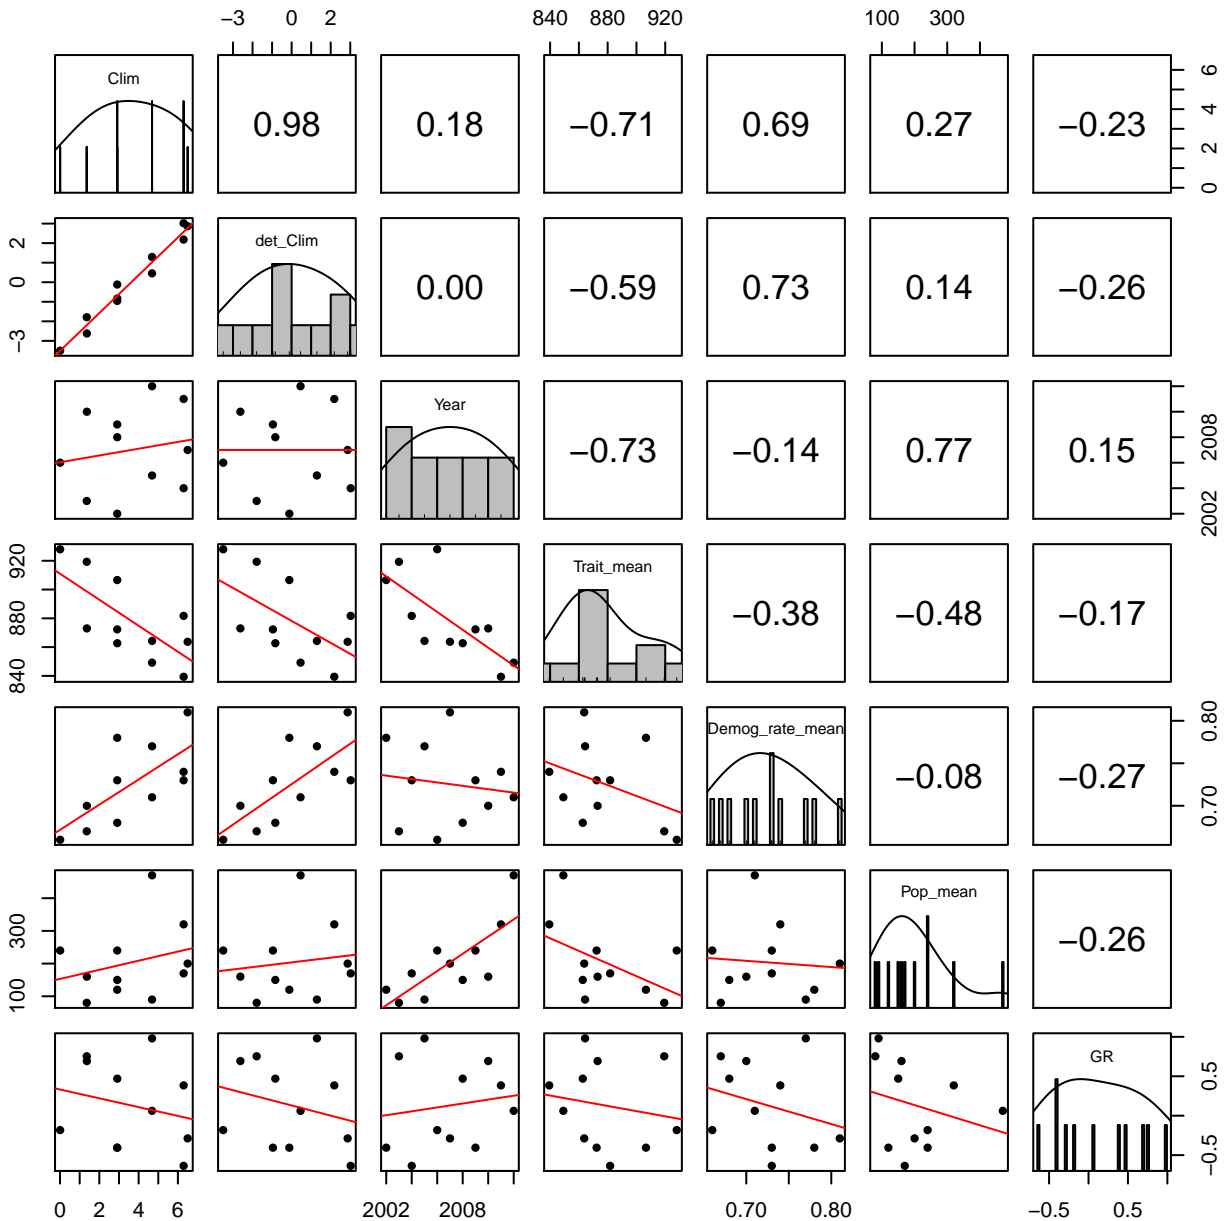 −3 0 2 840 880 920 100 300
Clim 0.98 0.18 −0.71 0.69 0.27 −0.23 0 2 4 6
−3 0 2 det_Clim 0.00 −0.59 0.73 0.14 −0.26
Year −0.73 −0.14 0.77 0.15 2002 2008
840 880 920 Trait_mean −0.38 −0.48 −0.17
Demog_rate_mean −0.08 −0.27 0.70 0.80
100 300 Pop_mean −0.26
GR −0.5 0.5
0 2 4 6 2002 2008 0.70 0.80 −0.5 0.5